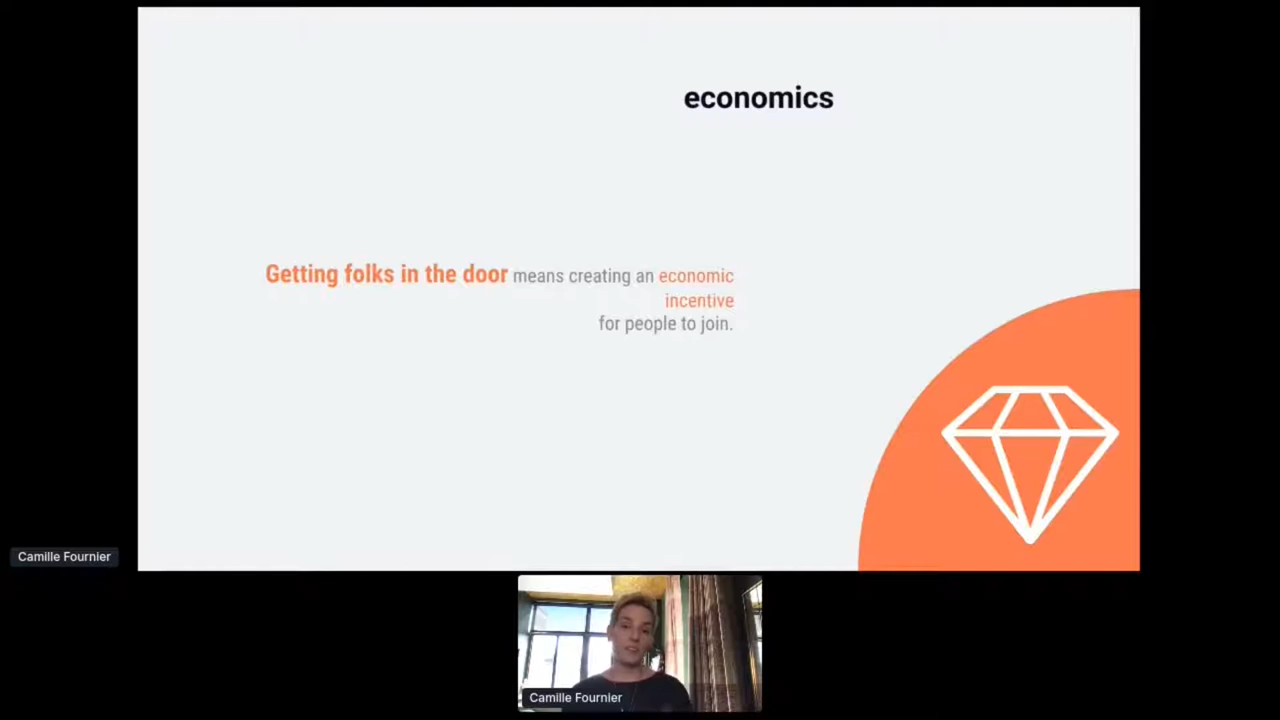 economics
Getting folks in the door means creating an economic
incentive
for people to join.
Camille Fournier
Camille Fournier